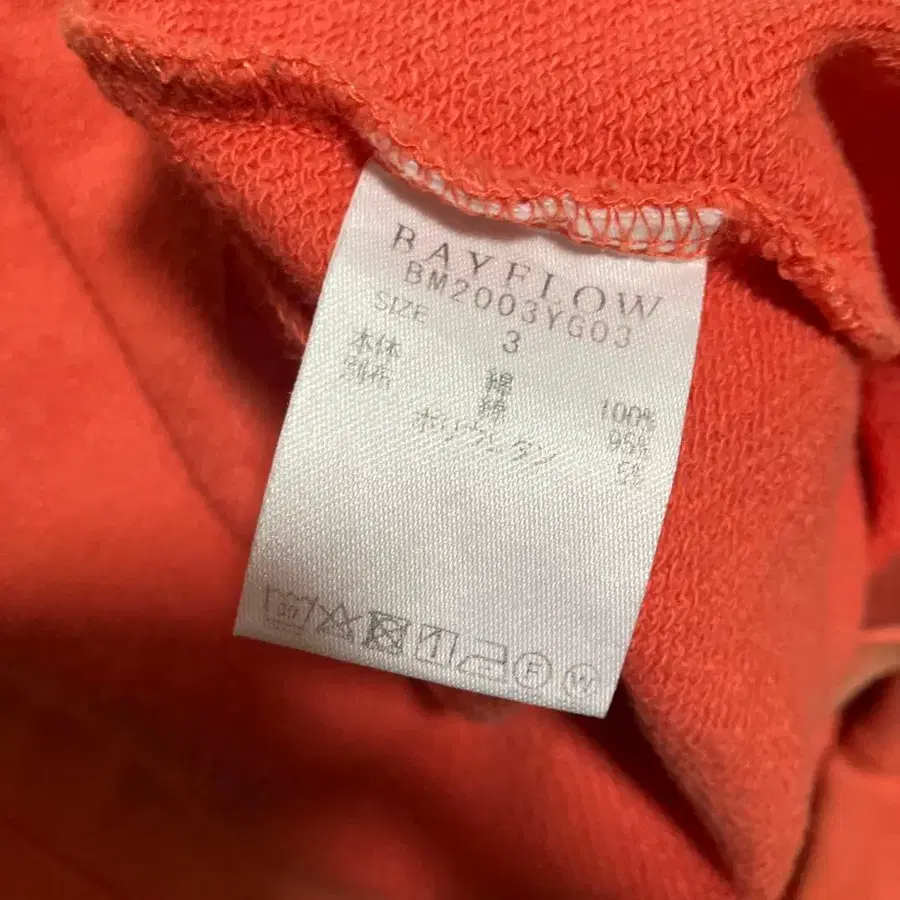 BAYFLOW
BM2003YG03
SIZE 3
本体 綿 100%
別布 綿 95%
ポリウレタン 5%
F W